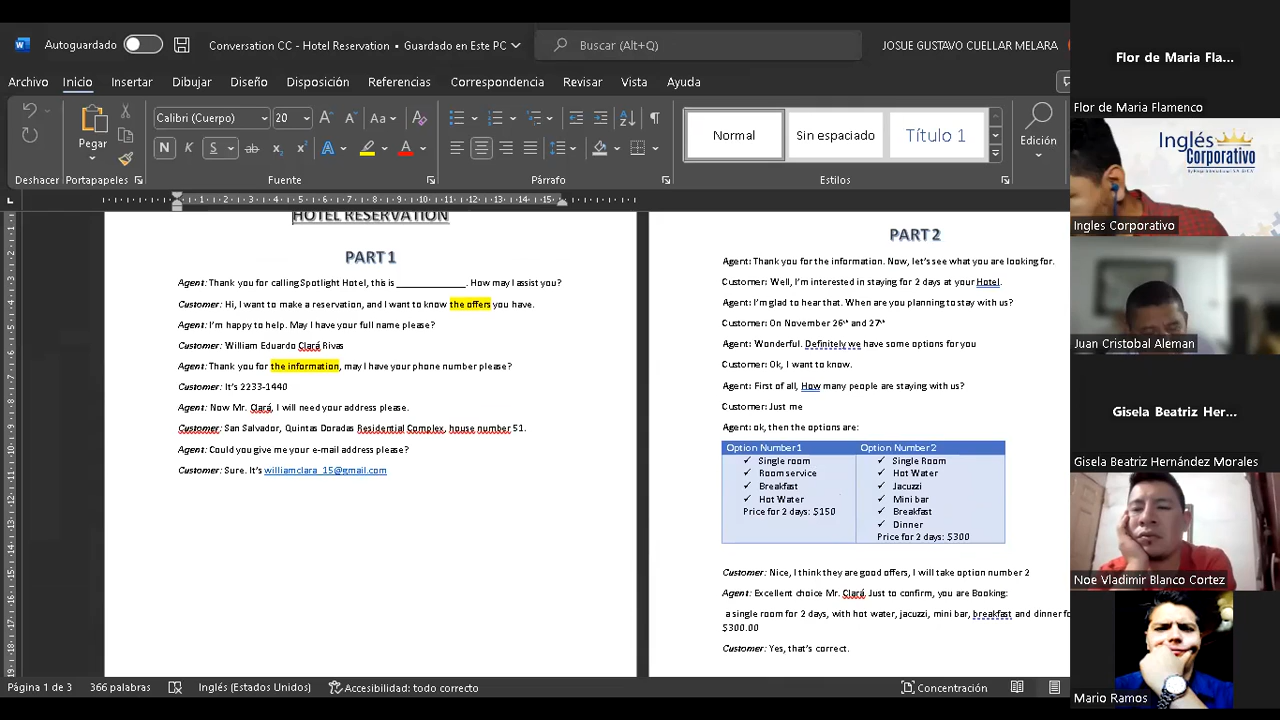 Autoguardado
Conversation CC - Hotel Reservation • Guardado en Este PC
Buscar (Alt+Q)
JOSUE GUSTAVO CUELLAR MELARA
Archivo Inicio Insertar Dibujar Diseño Disposición Referencias Correspondencia Revisar Vista Ayuda
Pegar
Calibri (Cuerpo) 20
Normal
Sin espaciado
Título 1
Edición
Deshacer Portapapeles Fuente Párrafo Estilos
HOTEL RESERVATION
PART 1
Agent: Thank you for calling Spotlight Hotel, this is _______________. How may I assist you?
Customer: Hi, I want to make a reservation, and I want to know the offers you have.
Agent: I'm happy to help. May I have your full name please?
Customer: William Eduardo Clará Rivas
Agent: Thank you for the information, may I have your phone number please?
Customer: It's 2233-1440
Agent: Now Mr. Clará, I will need your address please.
Customer: San Salvador, Quintas Doradas Residential Complex, house number 51.
Agent: Could you give me your e-mail address please?
Customer: Sure. It's williamclara_15@gmail.com
PART 2
Agent: Thank you for the information. Now, let's see what you are looking for.
Customer: Well, I'm interested in staying for 2 days at your Hotel.
Agent: I'm glad to hear that. When are you planning to stay with us?
Customer: On November 26th and 27th
Agent: Wonderful. Definitely we have some options for you
Customer: Ok, I want to know.
Agent: First of all, How many people are staying with us?
Customer: Just me
Agent: ok, then the options are:
Option Number1
✓ Single room
✓ Room service
✓ Breakfast
✓ Hot Water
Price for 2 days: $150
Option Number2
✓ Single Room
✓ Hot Water
✓ Jacuzzi
✓ Mini bar
✓ Breakfast
✓ Dinner
Price for 2 days: $300
Customer: Nice, I think they are good offers, I will take option number 2
Agent: Excellent choice Mr. Clará. Just to confirm, you are Booking:
a single room for 2 days, with hot water, jacuzzi, mini bar, breakfast and dinner fo
$300.00
Customer: Yes, that's correct.
Página 1 de 3
366 palabras
Inglés (Estados Unidos)
Accesibilidad: todo correcto
Concentración
Flor de Maria Fla...
Flor de Maria Flamenco
Inglés
Corporativo
Ingles Corporativo
Juan Cristobal Aleman
Gisela Beatriz Her...
Gisela Beatriz Hernández Morales
Noe Vladimir Blanco Cortez
Mario Ramos